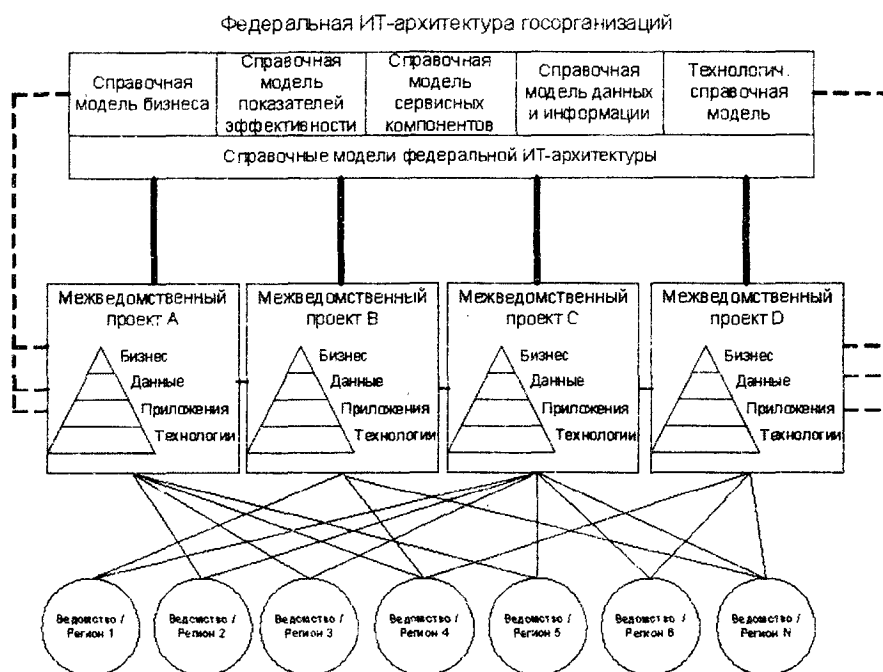 Федеральная ИТ-архитектура госорганизаций
Справочная
модель бизнеса
Справочная
модель
показателей
эффективности
Справочная
модель
сервисных
компонентов
Справочная
модель данных
и информации
Технологич.
справочная
модель
Справочные модели федеральной ИТ-архитектуры
Межведомственный
проект A
Бизнес
Данные
Приложения
Технологии
Межведомственный
проект B
Бизнес
Данные
Приложения
Технологии
Межведомственный
проект C
Бизнес
Данные
Приложения
Технологии
Межведомственный
проект D
Бизнес
Данные
Приложения
Технологии
Ведомство /
Регион 1
Ведомство /
Регион 2
Ведомство /
Регион 3
Ведомство /
Регион 4
Ведомство /
Регион 5
Ведомство /
Регион 6
Ведомство /
Регион N